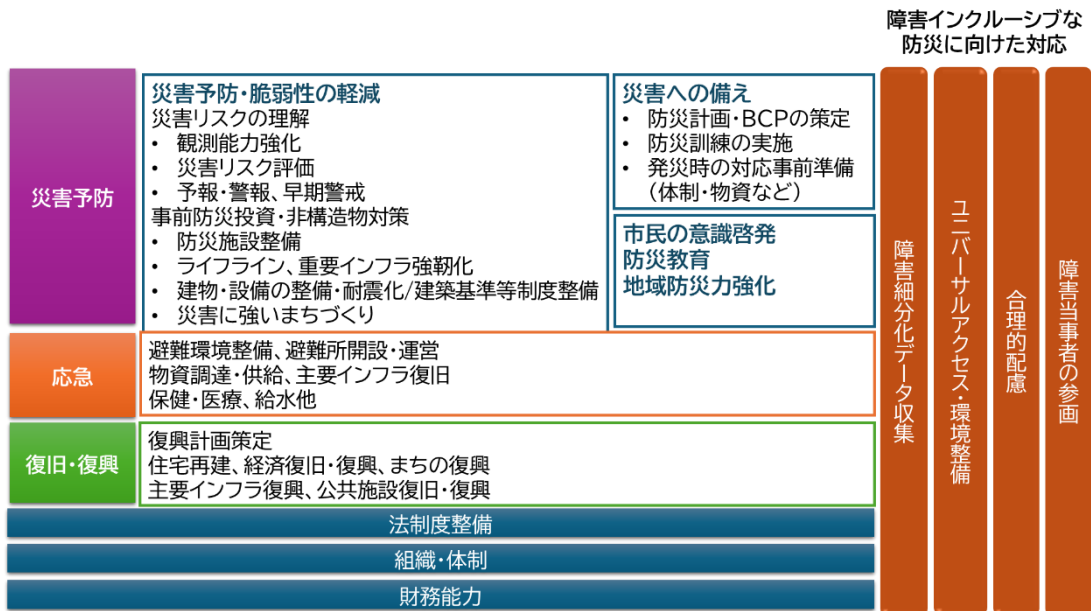 障害インクルーシブな
防災に向けた対応
災害予防
災害予防・脆弱性の軽減
災害リスクの理解
• 観測能力強化
• 災害リスク評価
• 予報・警報、早期警戒
事前防災投資・非構造物対策
• 防災施設整備
• ライフライン、重要インフラ強靭化
• 建物・設備の整備・耐震化/建築基準等制度整備
• 災害に強いまちづくり
災害への備え
• 防災計画・BCPの策定
• 防災訓練の実施
• 発災時の対応事前準備
（体制・物資など）
市民の意識啓発
防災教育
地域防災力強化
応急
避難環境整備、避難所開設・運営
物資調達・供給、主要インフラ復旧
保健・医療、給水他
復旧・復興
復興計画策定
住宅再建、経済復旧・復興、まちの復興
主要インフラ復興、公共施設復旧・復興
法制度整備
組織・体制
財務能力
障害細分化データ収集
ユニバーサルアクセス・環境整備
合理的配慮
障害当事者の参画